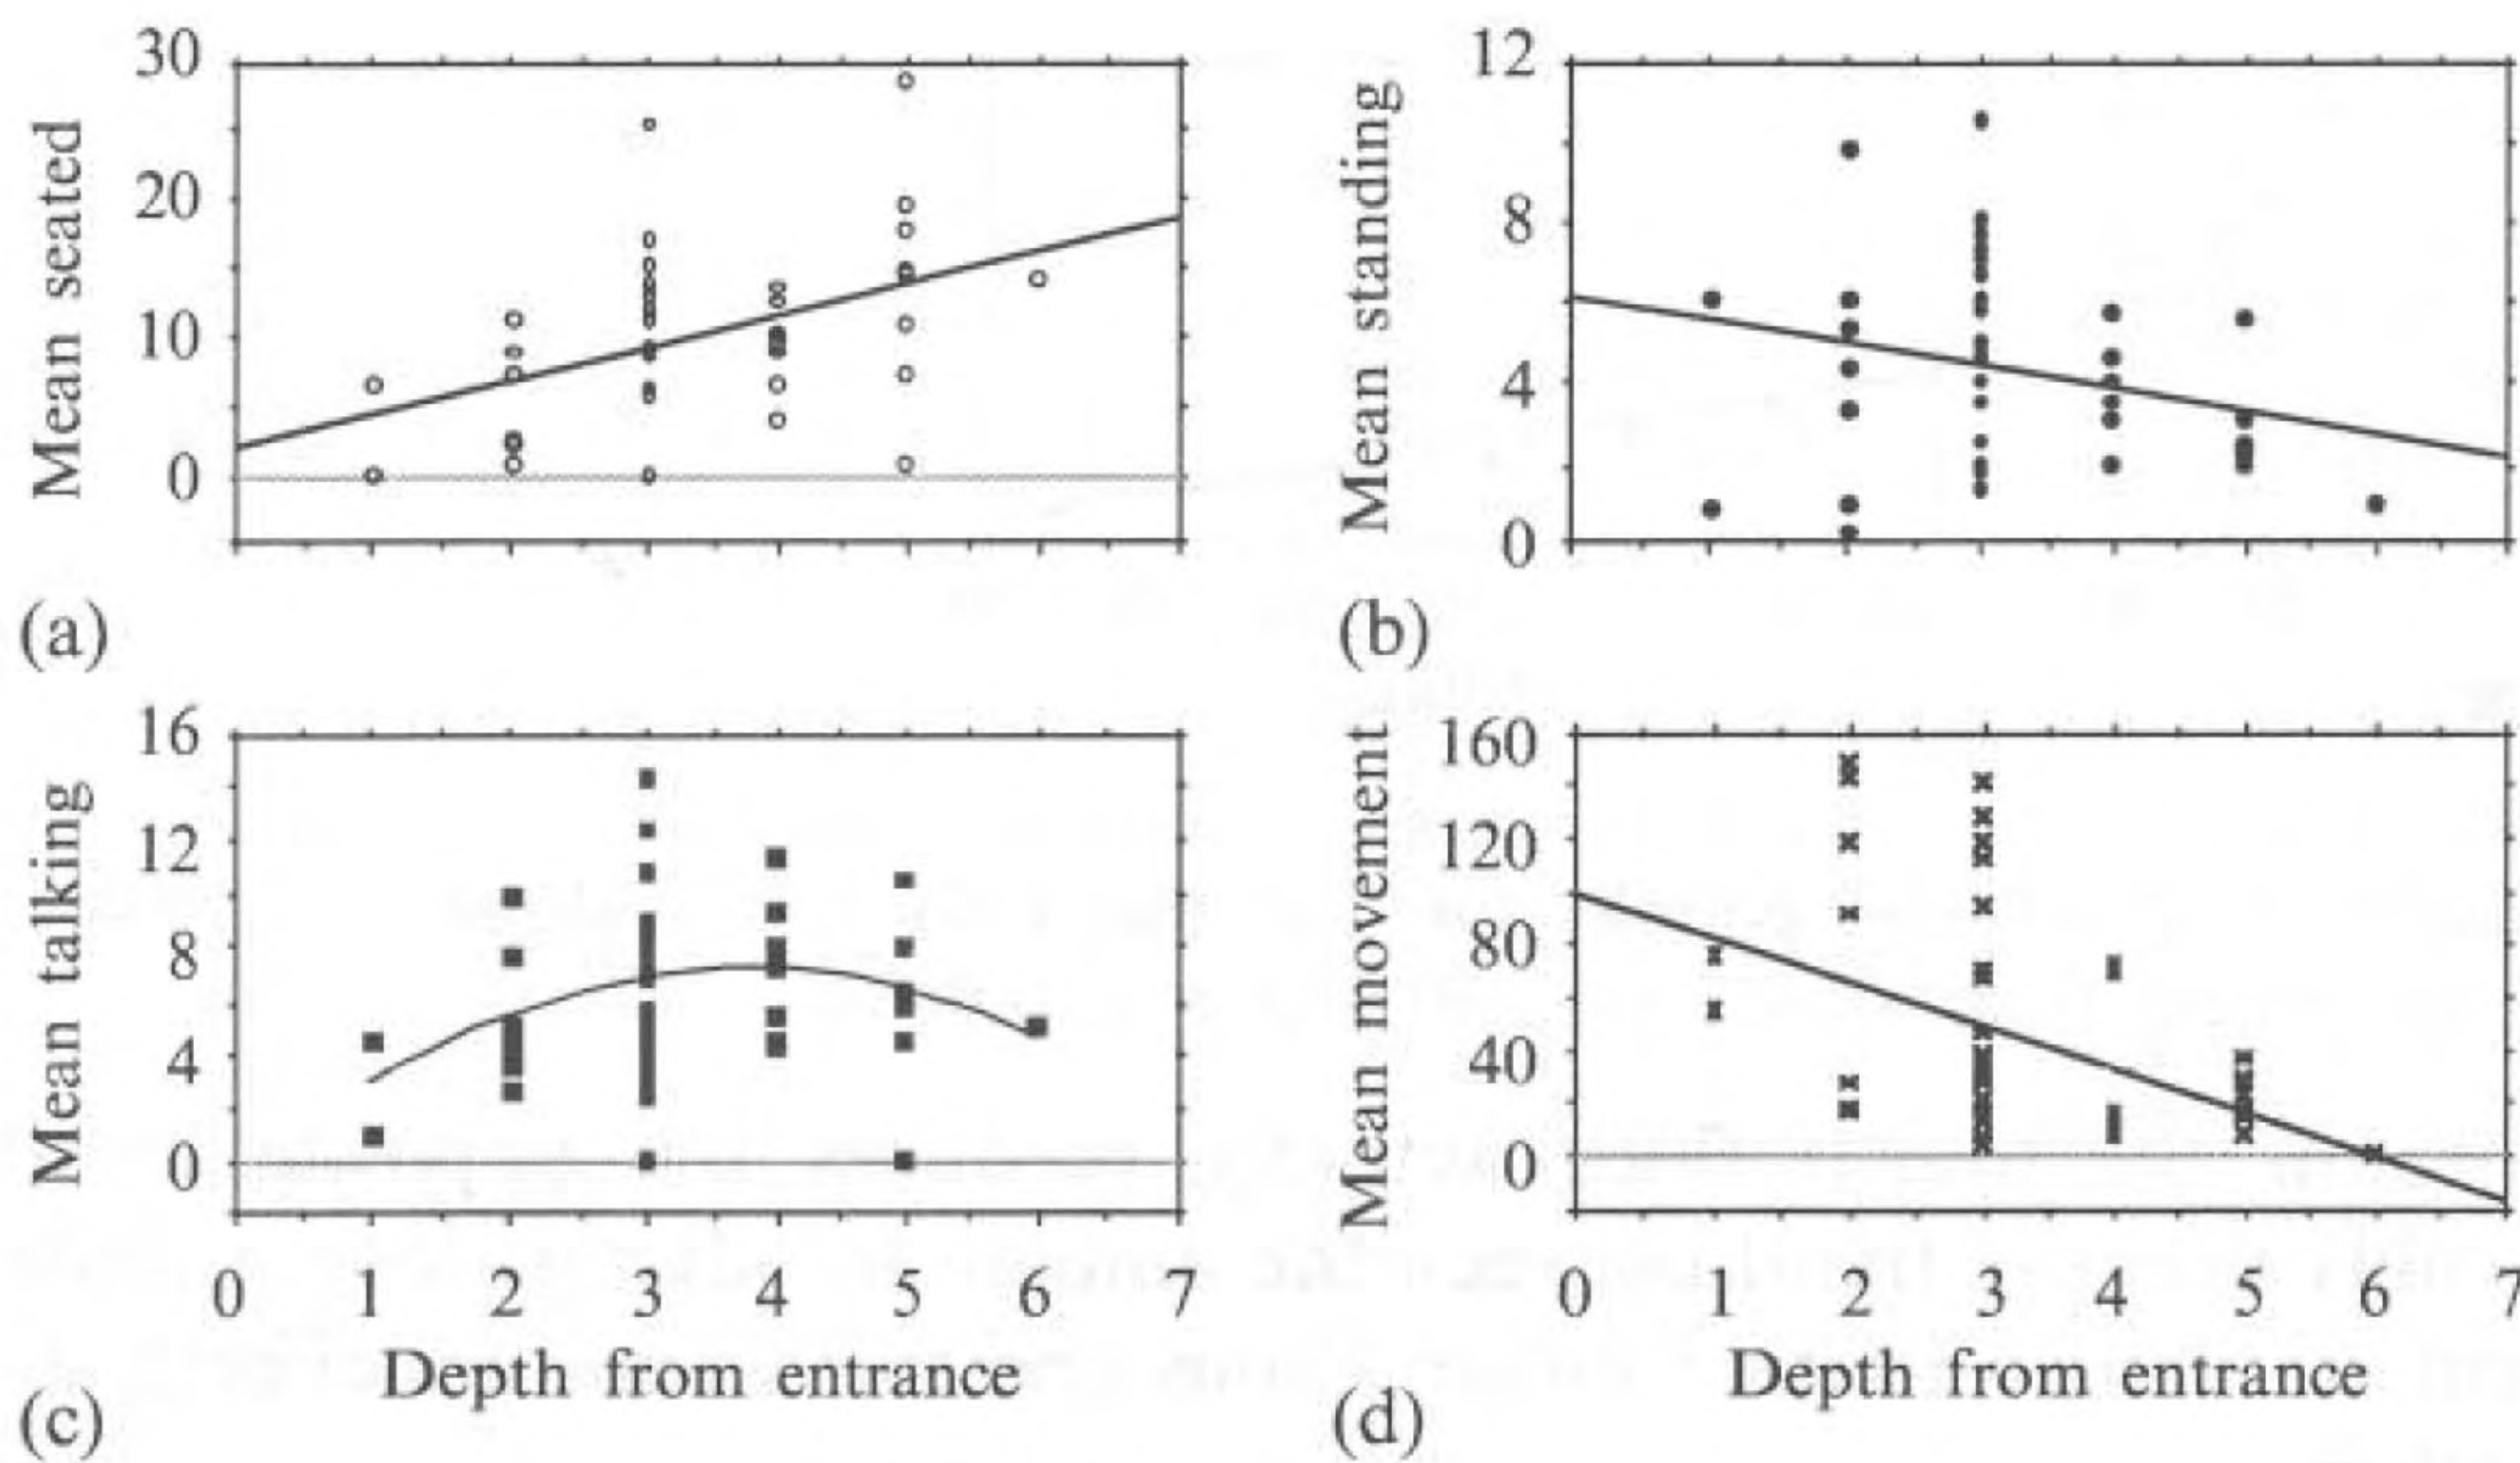 30
20
10
0
Mean seated
(a)
12
8
4
0
Mean standing
(b)
16
12
8
4
0
Mean talking
0 1 2 3 4 5 6 7
Depth from entrance
(c)
160
120
80
40
0
Mean movement
0 1 2 3 4 5 6 7
Depth from entrance
(d)